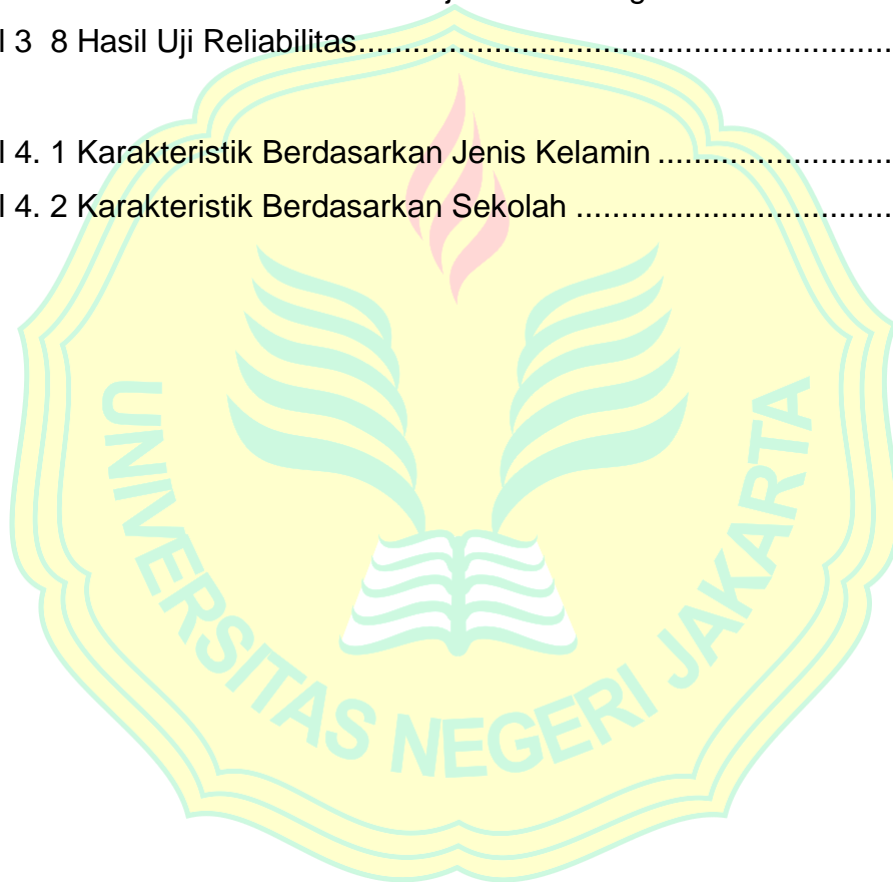 l 3 8 Hasil Uji Reliabilitas..........................................................
l 4. 1 Karakteristik Berdasarkan Jenis Kelamin ..........................
l 4. 2 Karakteristik Berdasarkan Sekolah ...................................
UNIVERSITAS NEGERI JAKARTA